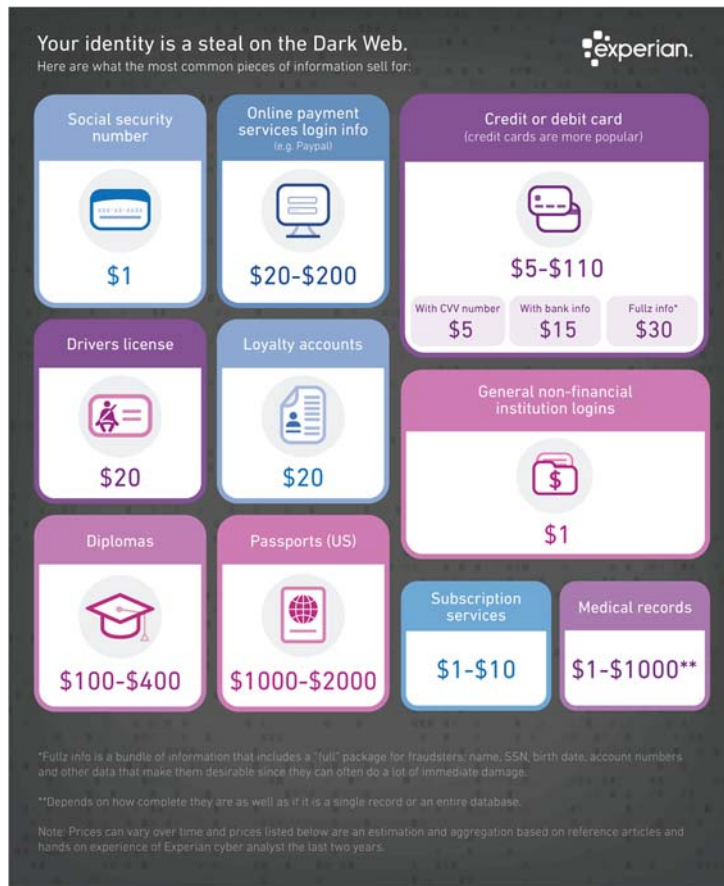 Your identity is a steal on the Dark Web.
Here are what the most common pieces of information sell for:
experian.
Social security
number
$1
Online payment
services login info
(e.g. Paypal)
$20-$200
Credit or debit card
(credit cards are more popular)
$5-$110
With CVV number
$5
With bank info
$15
Fullz info*
$30
Drivers license
$20
Loyalty accounts
$20
General non-financial
institution logins
$
$1
Diplomas
$100-$400
Passports (US)
$1000-$2000
Subscription
services
$1-$10
Medical records
$1-$1000**
*Fullz info is a bundle of information that includes a "full" package for fraudsters: name, SSN, birth date, account numbers
and other data that make them desirable since they can often do a lot of immediate damage.
**Depends on how complete they are as well as if it is a single record or an entire database.
Note: Prices can vary over time and prices listed below are an estimation and aggregation based on reference articles and
hands on experience of Experian cyber analyst the last two years.